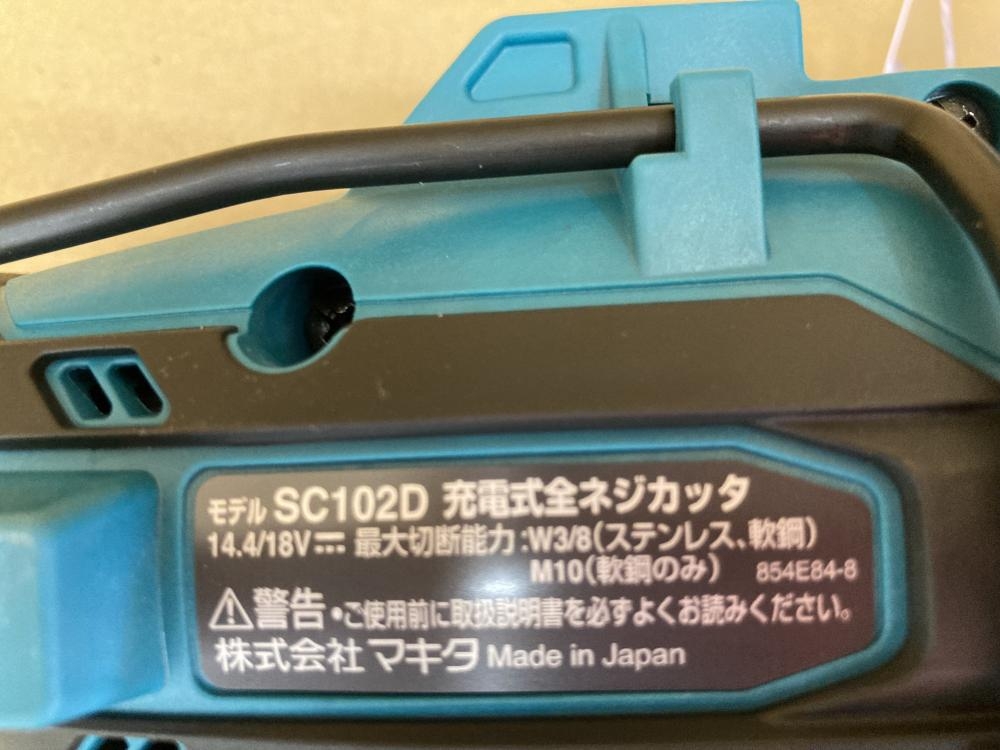 モデル SC102D 充電式全ネジカッタ
14.4/18V⎓ 最大切断能力:W3/8(ステンレス、軟鋼)
M10(軟鋼のみ) 854E84-8
⚠警告・ご使用前に取扱説明書を必ずよくお読みください。
株式会社マキタ Made in Japan